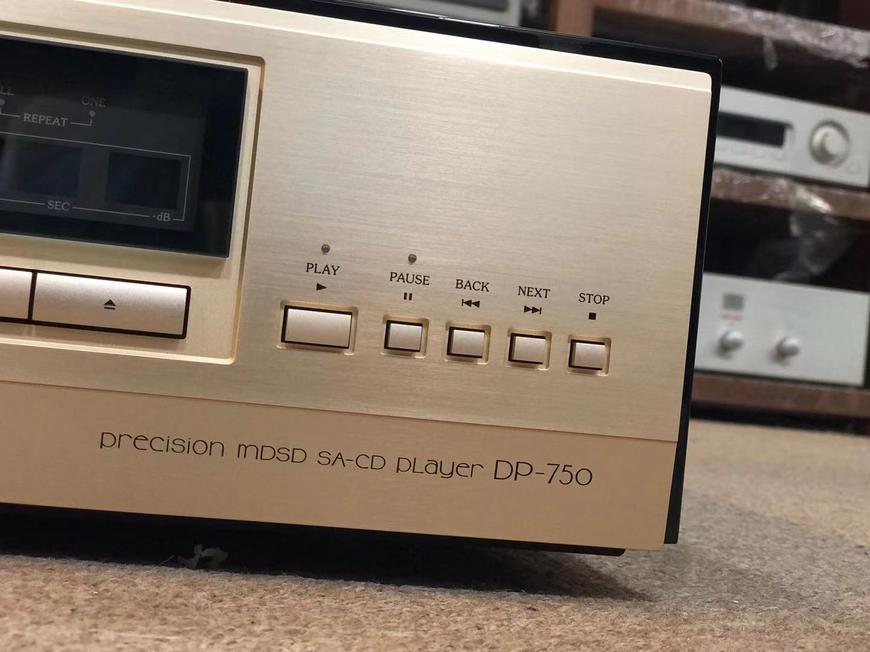 ONE
REPEAT
SEC
-dB
PLAY
PAUSE
BACK
NEXT
STOP
precision MDSD SA-CD player DP-750